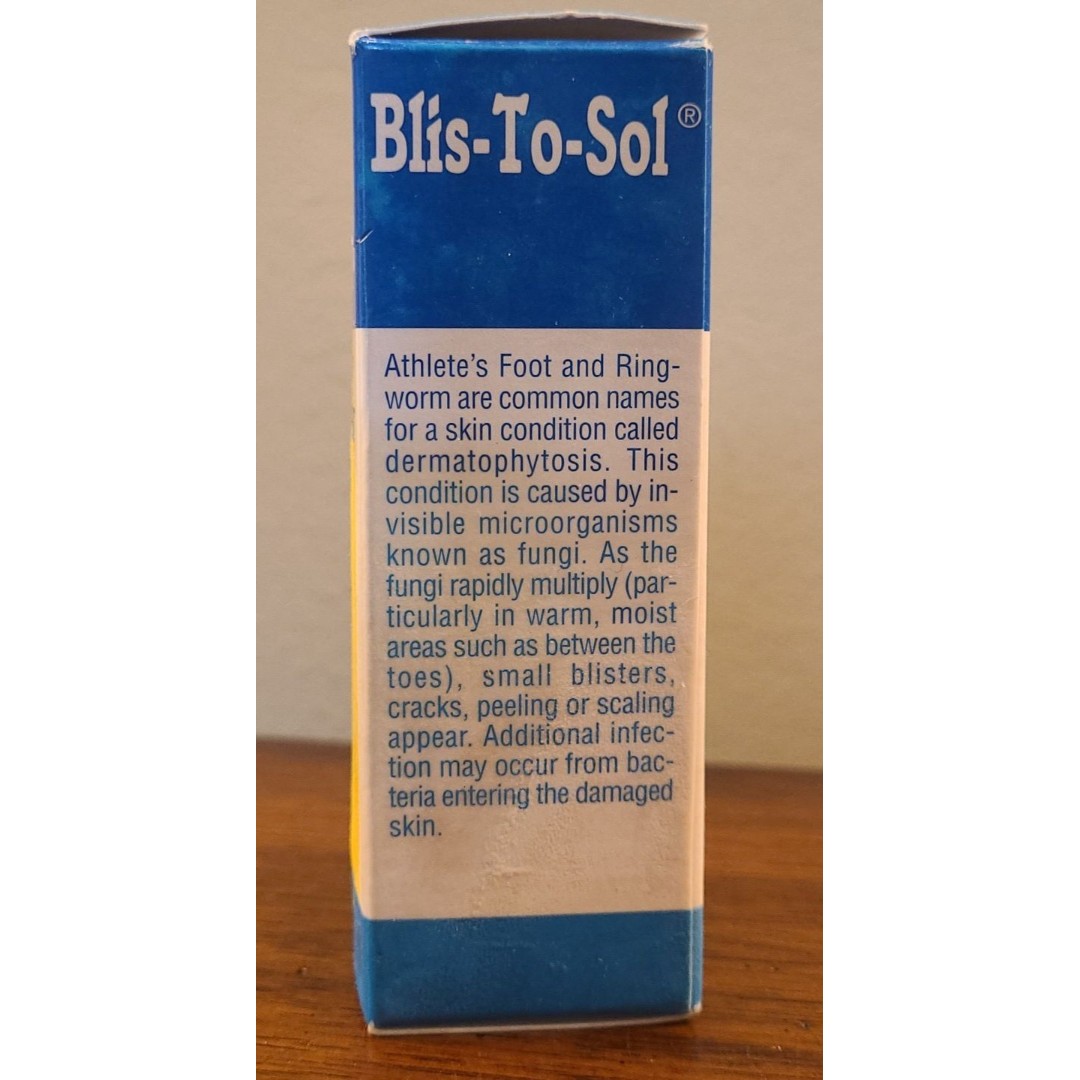 Blis-To-Sol®
Athlete's Foot and Ring-
worm are common names
for a skin condition called
dermatophytosis. This
condition is caused by in-
visible microorganisms
known as fungi. As the
fungi rapidly multiply (par-
ticularly in warm, moist
areas such as between the
toes), small blisters,
cracks, peeling or scaling
appear. Additional infec-
tion may occur from bac-
teria entering the damaged
skin.